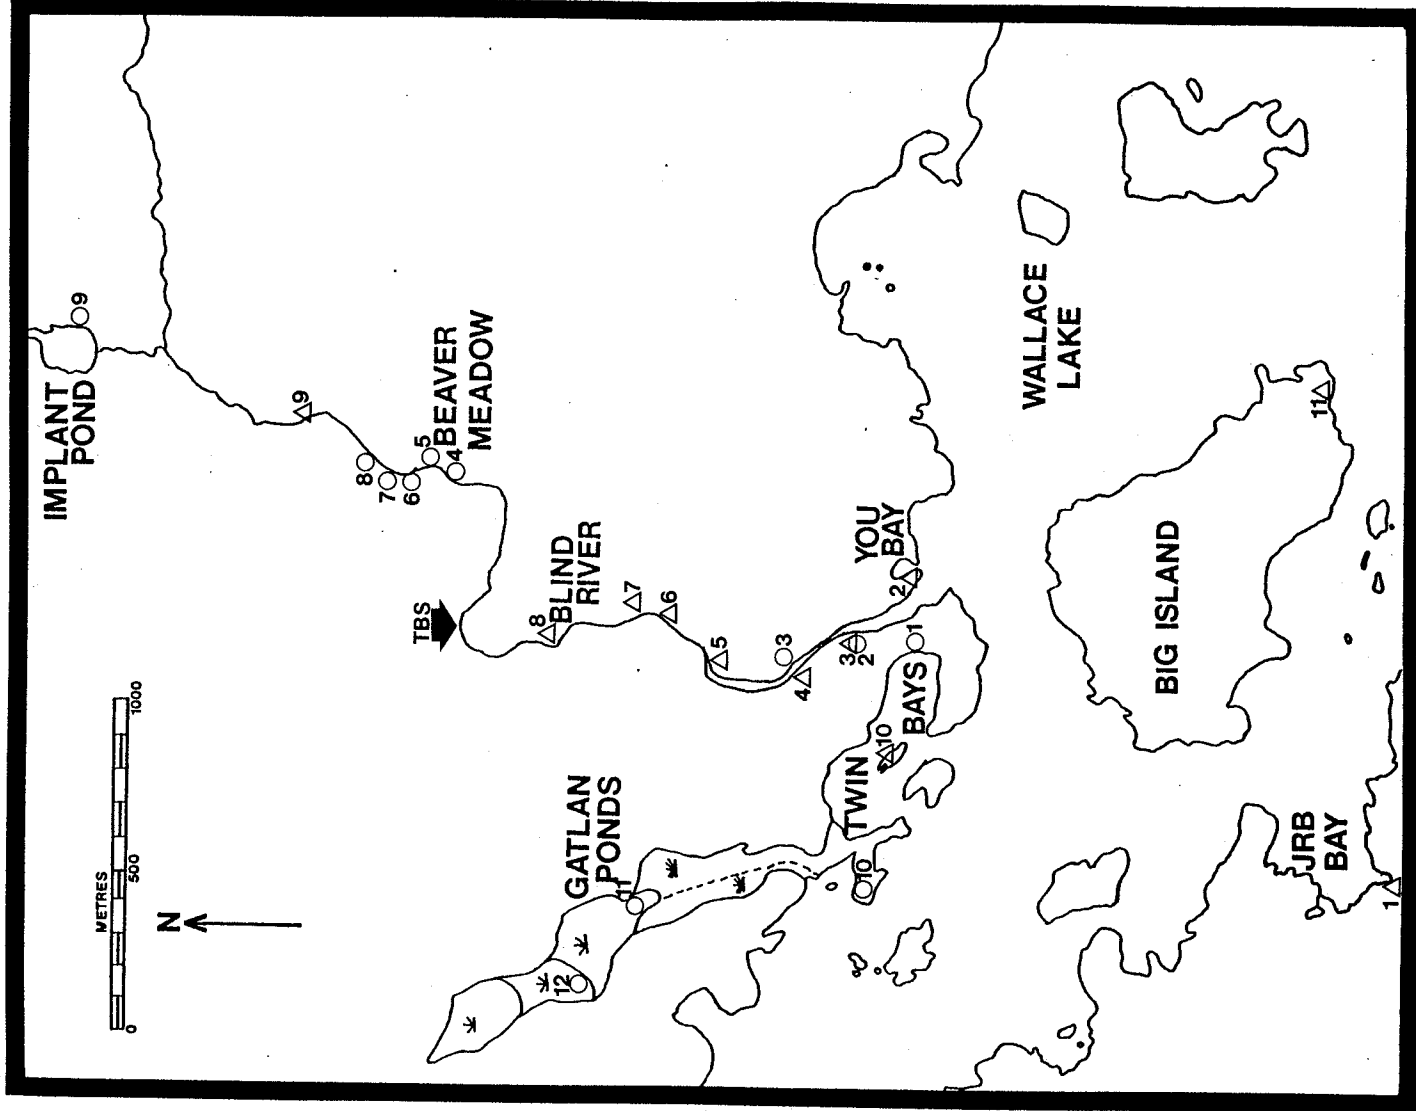 IMPLANT
POND
9
9
8
7
6
5
4
BEAVER
MEADOW
TBS
8
BLIND
RIVER
7
6
5
3
4
3
2
YOU
BAY
2
1
TWIN
BAYS
10
10
GATLAN
PONDS
11
12
WALLACE
LAKE
BIG ISLAND
11
JRB
BAY
1
METRES
0
500
1000
N